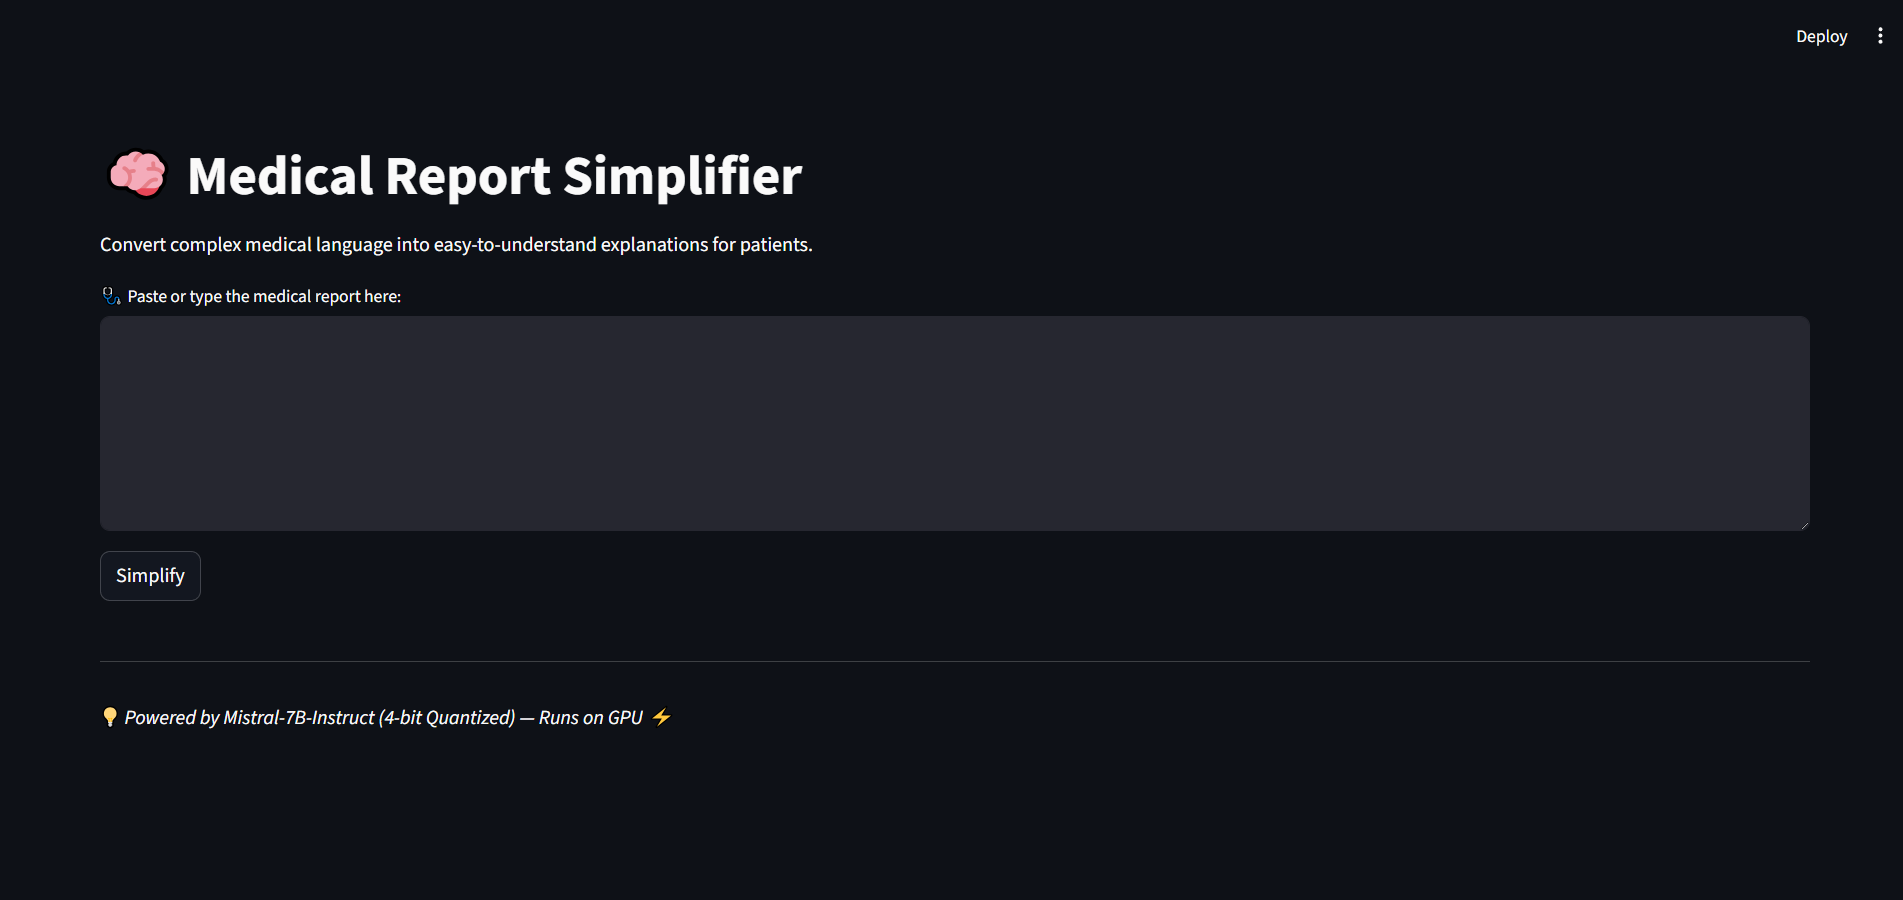 Deploy
🧠 Medical Report Simplifier
Convert complex medical language into easy-to-understand explanations for patients.
🩺 Paste or type the medical report here:
Simplify
💡 Powered by Mistral-7B-Instruct (4-bit Quantized) — Runs on GPU ⚡